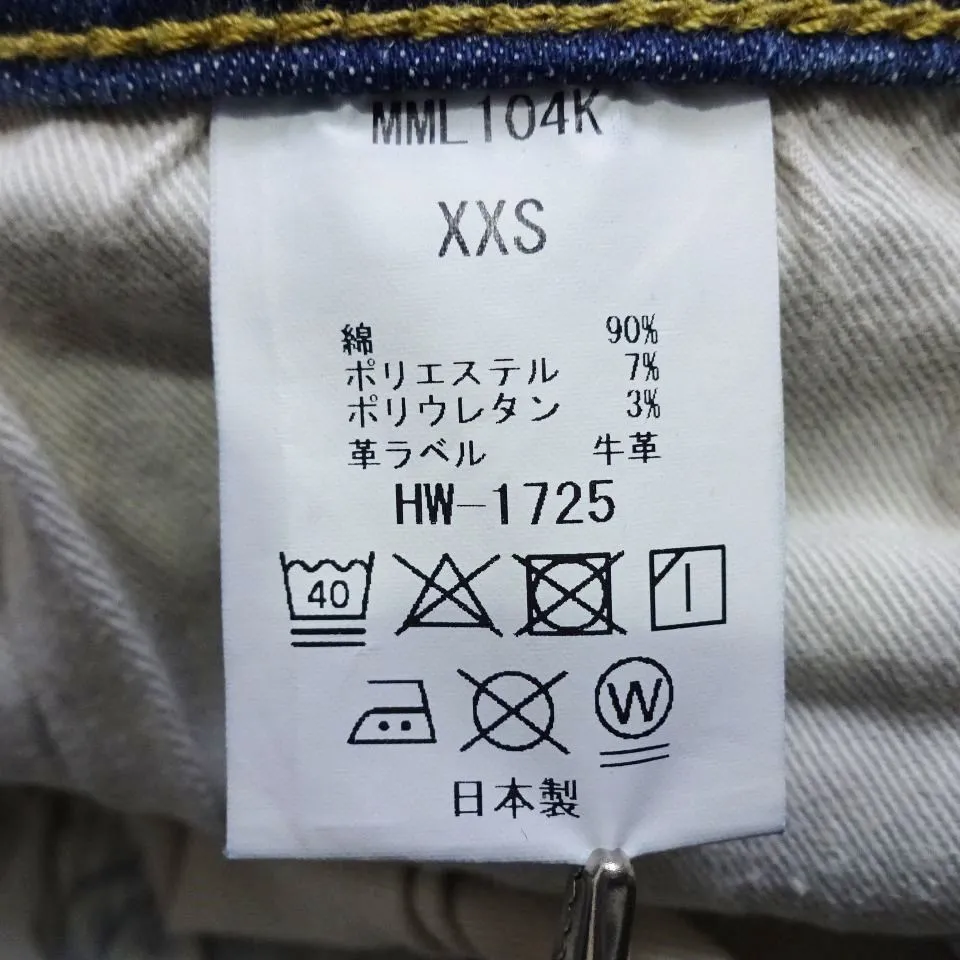 MML104K
XXS
綿 90%
ポリエステル 7%
ポリウレタン 3%
革ラベル 牛革
HW-1725
40
W
日本製